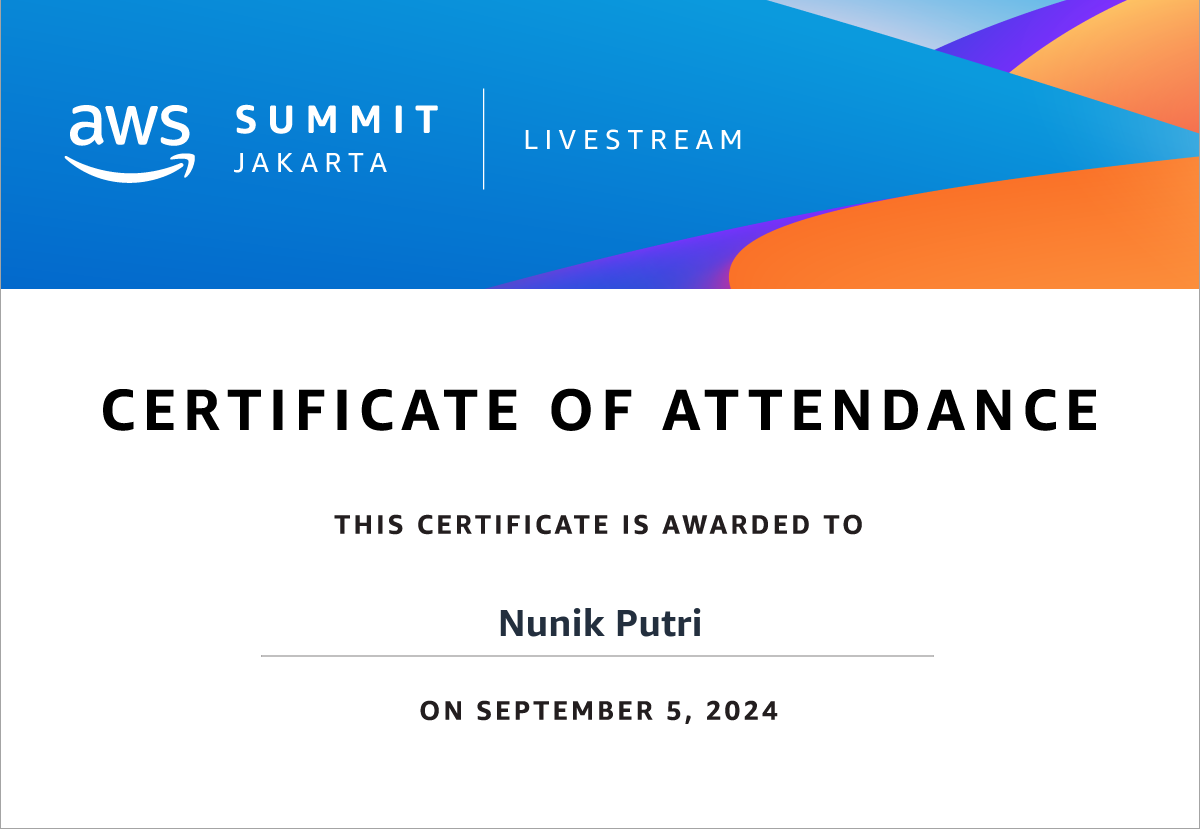 aws
SUMMIT
JAKARTA
LIVESTREAM
CERTIFICATE OF ATTENDANCE
THIS CERTIFICATE IS AWARDED TO
Nunik Putri
ON SEPTEMBER 5, 2024